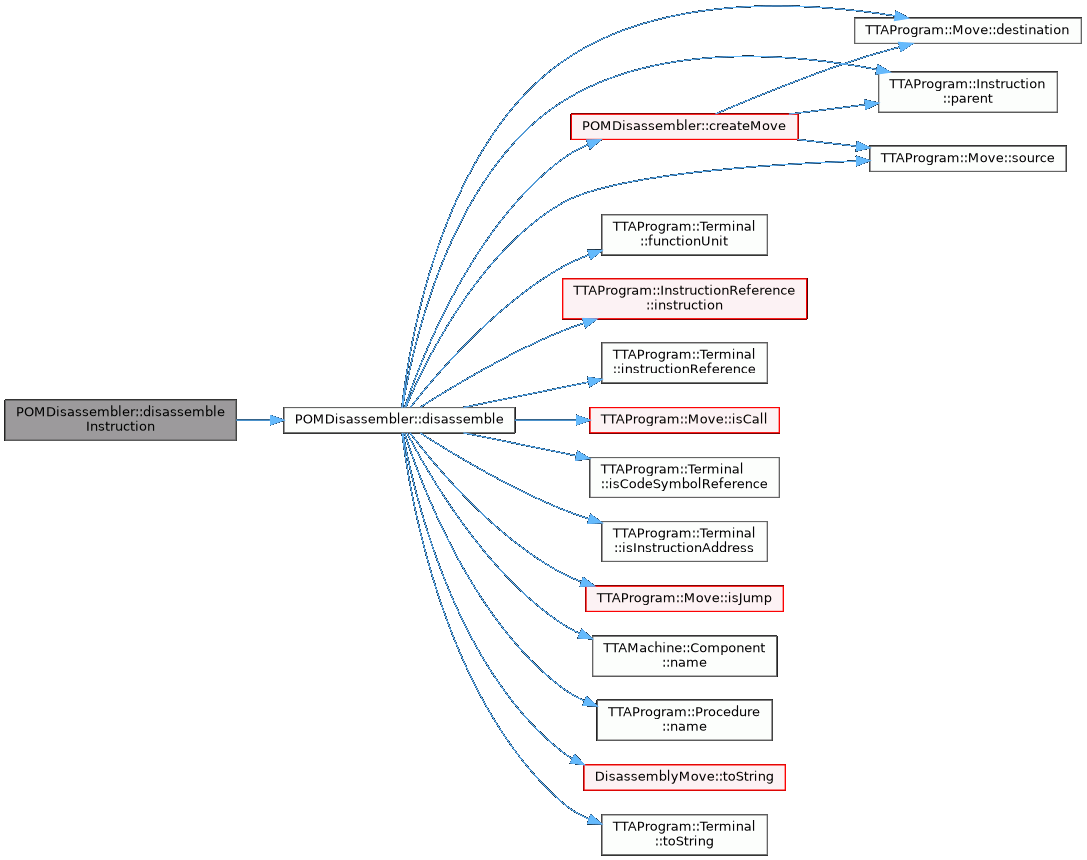 POMDisassembler::disassemble
Instruction
POMDisassembler::disassemble
TTAProgram::Move::destination
TTAProgram::Instruction
::parent
POMDisassembler::createMove
TTAProgram::Move::source
TTAProgram::Terminal
::functionUnit
TTAProgram::InstructionReference
::instruction
TTAProgram::Terminal
::instructionReference
TTAProgram::Move::isCall
TTAProgram::Terminal
::isCodeSymbolReference
TTAProgram::Terminal
::isInstructionAddress
TTAProgram::Move::isJump
TTAMachine::Component
::name
TTAProgram::Procedure
::name
DisassemblyMove::toString
TTAProgram::Terminal
::toString